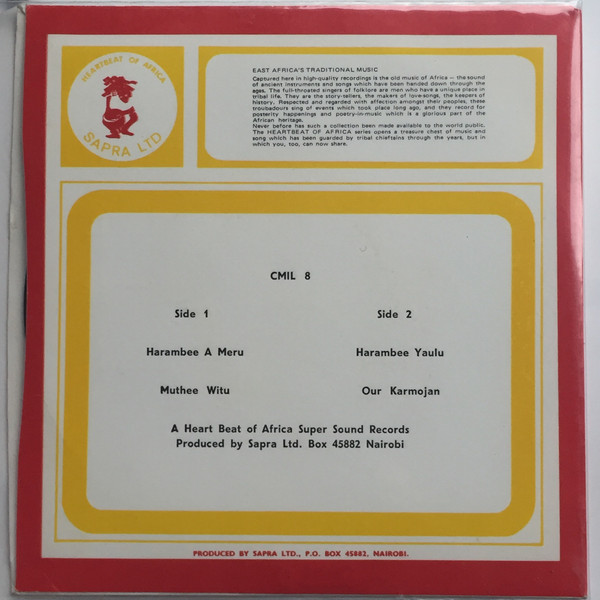 HEARTBEAT OF AFRICA
SAPRA LTD
EAST AFRICA'S TRADITIONAL MUSIC
Captured here in high-quality recordings is the old music of Africa — the sound
of ancient instruments and songs which have been handed down through the
ages. The full-throated singers of folklore are men who have a unique place in
tribal life. They are the story-tellers, the makers of love-songs, the keepers of
history. Respected and regarded with affection amongst their peoples, these
troubadours sing of events which took place long ago, and they record for
posterity happenings and poetry-in-music which is a glorious part of the
African heritage.
Never before has such a collection been made available to the world public.
The HEARTBEAT OF AFRICA series opens a treasure chest of music and
song which has been guarded by tribal chieftains through the years, but in
which you, too, can now share.
CMIL 8
Side 1
Side 2
Harambee A Meru
Harambee Yaulu
Muthee Witu
Our Karmojan
A Heart Beat of Africa Super Sound Records
Produced by Sapra Ltd. Box 45882 Nairobi
PRODUCED BY SAPRA LTD., P.O. BOX 45882, NAIROBI.